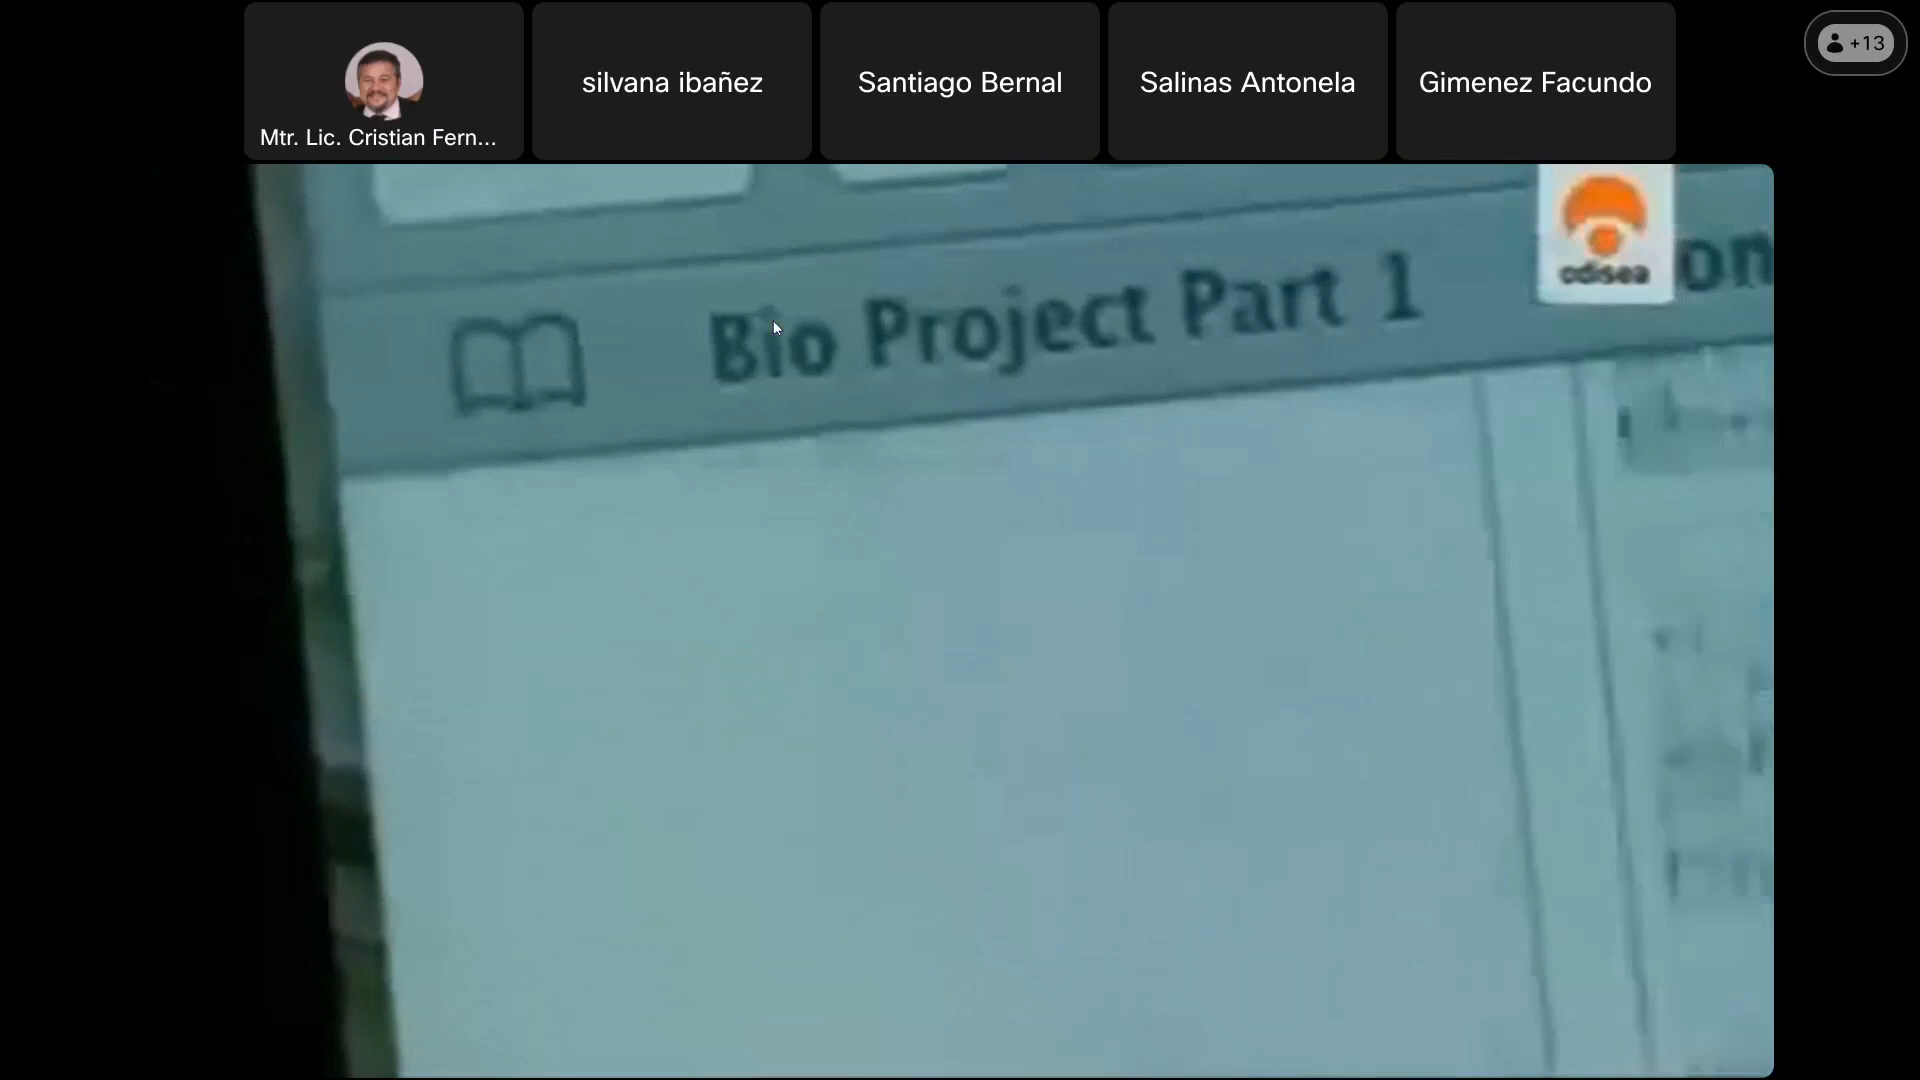 +13
silvana ibañez
Santiago Bernal
Salinas Antonela
Gimenez Facundo
Mtr. Lic. Cristian Fern...
odisea
Bio Project Part 1